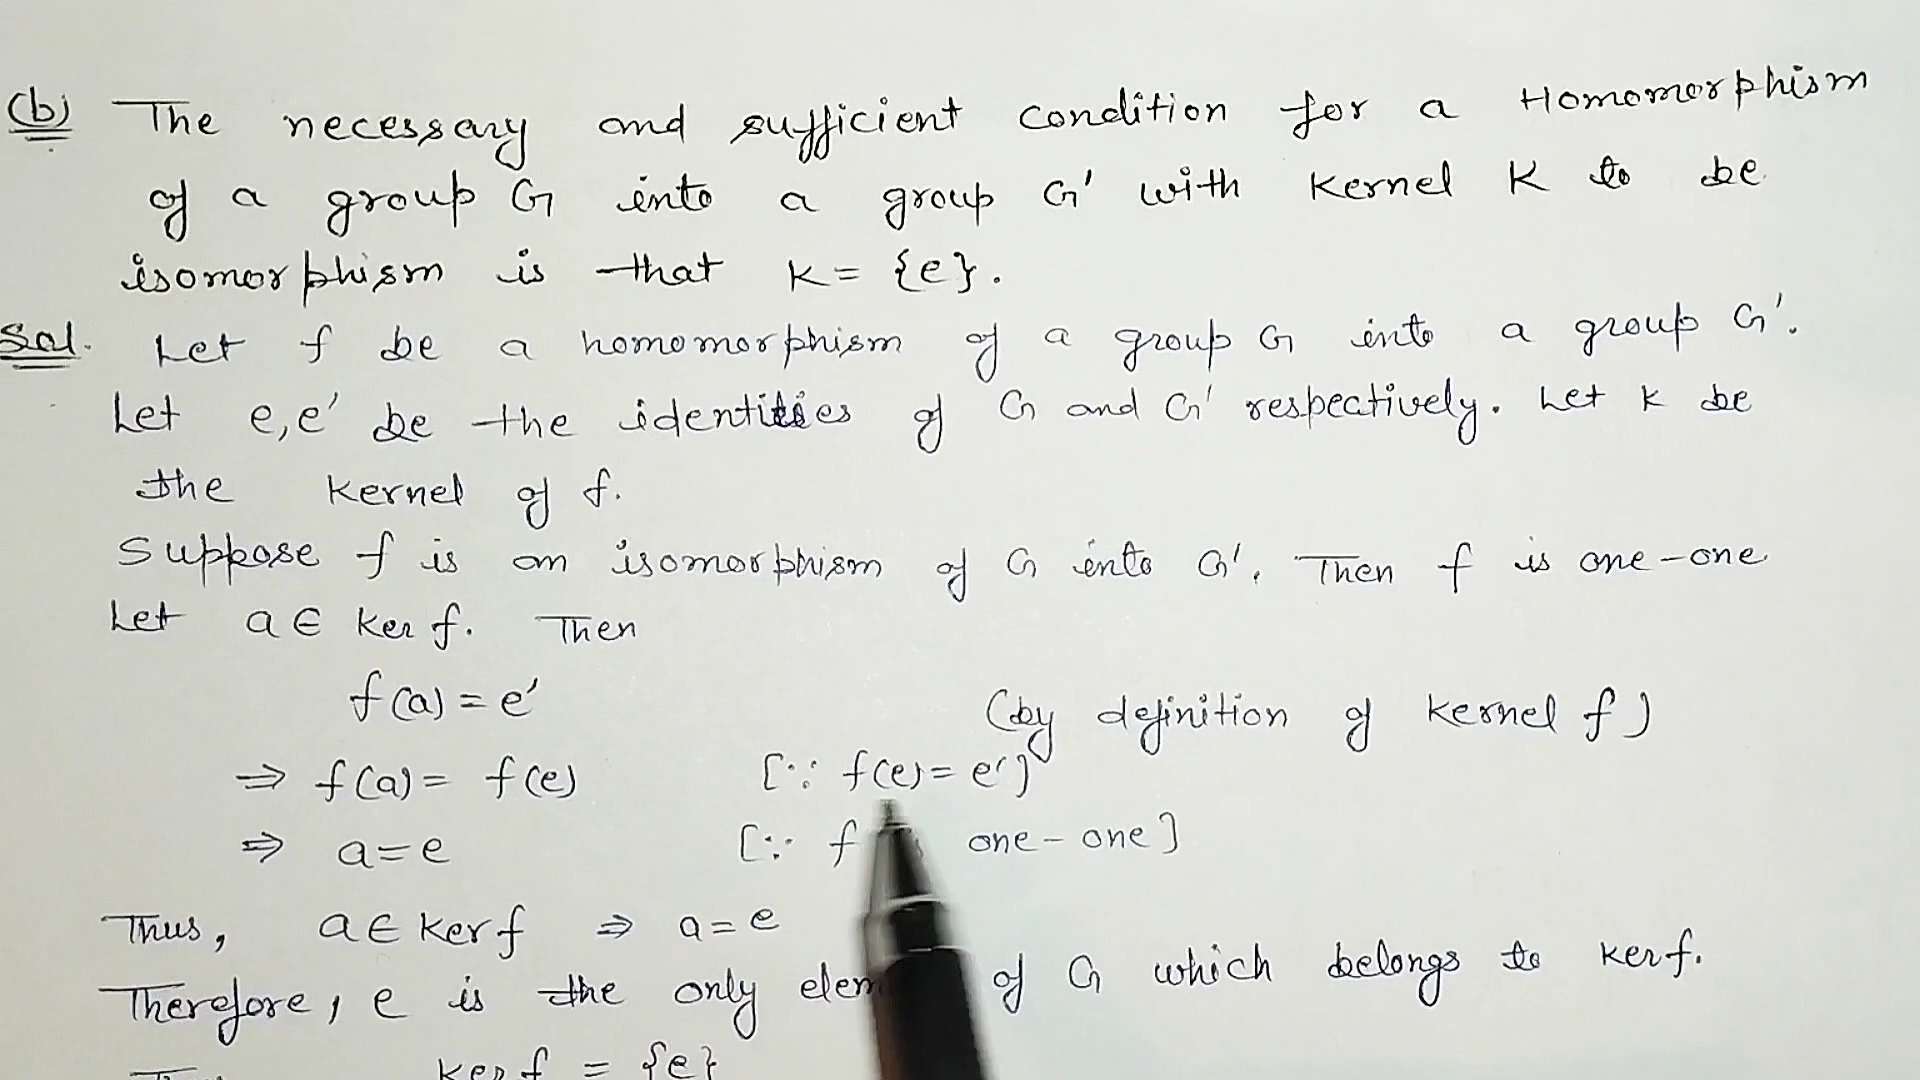 (b) The necessary and sufficient condition for a Homomorphism
of a group G into a group G' with Kernel K to be
isomorphism is that K = {e}.
Sol. Let f be a homomorphism of a group G into a group G'.
Let e, e' be the identities of G and G' respectively. Let K be
the Kernel of f.
Suppose f is an isomorphism of G into G'. Then f is one-one
Let a ∈ Ker f. Then
f(a) = e' (by definition of Kernel f)
⇒ f(a) = f(e) [∵ f(e) = e']
⇒ a = e [∵ f one-one]
Thus, a ∈ Ker f ⇒ a = e
Therefore, e is the only elem of G which belongs to Ker f.
Ker f = {e}